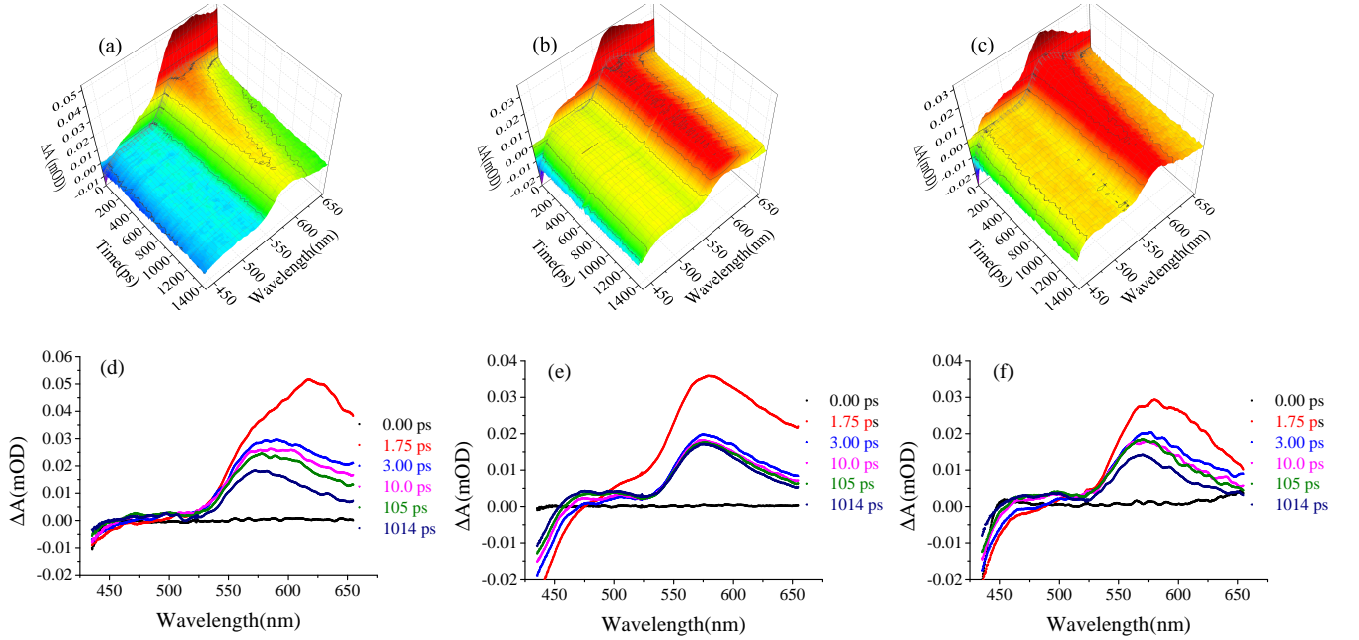 (a)
0.05
0.04
0.03
0.02
0.01
0.00
-0.01
ΔA(mOD)
0
200
400
600
800
1000
1200
1400
Time(ps)
450
500
550
600
650
Wavelength(nm)
(b)
0.03
0.02
0.01
0.00
-0.01
-0.02
ΔA(mOD)
0
200
400
600
800
1000
1200
1400
Time(ps)
450
500
550
600
650
Wavelength(nm)
(c)
0.03
0.02
0.01
0.00
-0.01
-0.02
ΔA(mOD)
0
200
400
600
800
1000
1200
1400
Time(ps)
450
500
550
600
650
Wavelength(nm)
(d)
0.06
0.05
0.04
0.03
0.02
0.01
0.00
-0.01
-0.02
ΔA(mOD)
450 500 550 600 650
Wavelength(nm)
0.00 ps
1.75 ps
3.00 ps
10.0 ps
105 ps
1014 ps
(e)
0.04
0.03
0.02
0.01
0.00
-0.01
-0.02
ΔA(mOD)
450 500 550 600 650
Wavelength(nm)
0.00 ps
1.75 ps
3.00 ps
10.0 ps
105 ps
1014 ps
(f)
0.04
0.03
0.02
0.01
0.00
-0.01
-0.02
ΔA(mOD)
450 500 550 600 650
Wavelength(nm)
0.00 ps
1.75 ps
3.00 ps
10.0 ps
105 ps
1014 ps